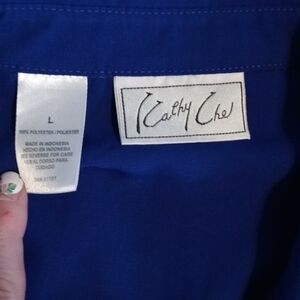 L
100% POLYESTER / POLIESTER
MADE IN INDONESIA
HECHO EN INDONESIA
SEE REVERSE FOR CARE
VER AL DORSO PARA
CUIDADO
Kathy Che